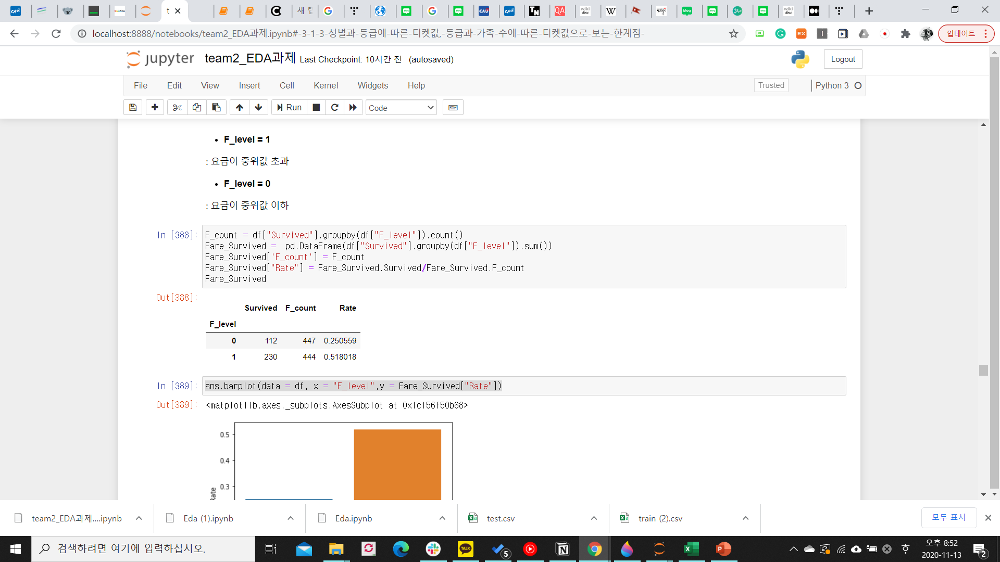 t
새 탭
localhost:8888/notebooks/team2_EDA과제.ipynb#-3-1-3-성별과-등급에-따른-티켓값,-등급과-가족-수에-따른-티켓값으로-보는-한계점-
업데이트
jupyter team2_EDA과제 Last Checkpoint: 10시간 전 (autosaved)
Logout
File Edit View Insert Cell Kernel Widgets Help
Trusted
Python 3
Run
Code
• F_level = 1
: 요금이 중위값 초과
• F_level = 0
: 요금이 중위값 이하
In [388]:
F_count = df["Survived"].groupby(df["F_level"]).count()
Fare_Survived =  pd.DataFrame(df["Survived"].groupby(df["F_level"]).sum())
Fare_Survived['F_count'] = F_count
Fare_Survived["Rate"] = Fare_Survived.Survived/Fare_Survived.F_count
Fare_Survived
Out[388]:
Survived F_count Rate
F_level
0 112 447 0.250559
1 230 444 0.518018
In [389]:
sns.barplot(data = df, x = "F_level",y = Fare_Survived["Rate"])
Out[389]:
<matplotlib.axes._subplots.AxesSubplot at 0x1c156f50b88>
0.5
0.4
0.3
Rate
team2_EDA과제....ipynb
Eda (1).ipynb
Eda.ipynb
test.csv
train (2).csv
모두 표시
검색하려면 여기에 입력하십시오.
TALK
5
오후 8:52
2020-11-13
2